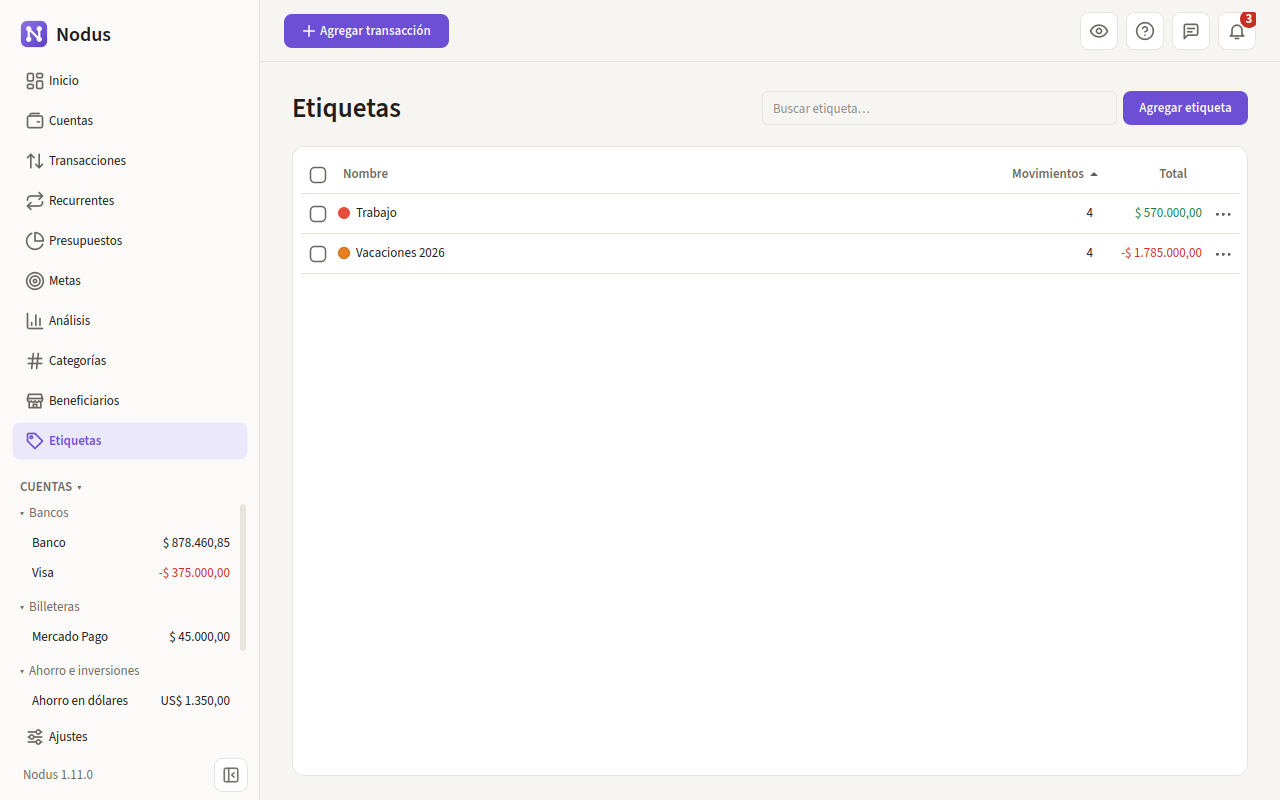 Nodus
Inicio
Cuentas
Transacciones
Recurrentes
Presupuestos
Metas
Análisis
Categorías
Beneficiarios
Etiquetas
CUENTAS
Bancos
Banco $ 878.460,85
Visa -$ 375.000,00
Billeteras
Mercado Pago $ 45.000,00
Ahorro e inversiones
Ahorro en dólares US$ 1.350,00
Ajustes
Nodus 1.11.0
Agregar transacción
3
Etiquetas
Buscar etiqueta...
Agregar etiqueta
Nombre Movimientos Total
Trabajo 4 $ 570.000,00
Vacaciones 2026 4 -$ 1.785.000,00